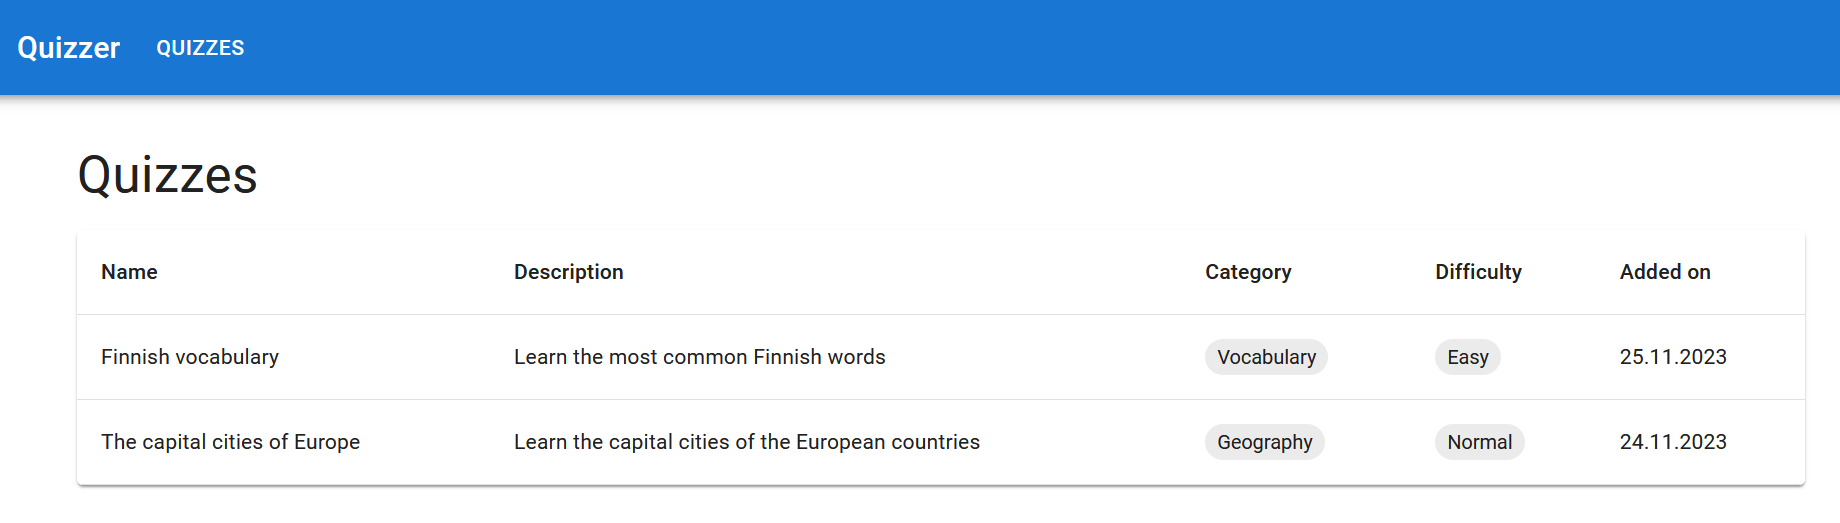 Quizzer QUIZZES
Quizzes
Name Description Category Difficulty Added on
Finnish vocabulary Learn the most common Finnish words Vocabulary Easy 25.11.2023
The capital cities of Europe Learn the capital cities of the European countries Geography Normal 24.11.2023